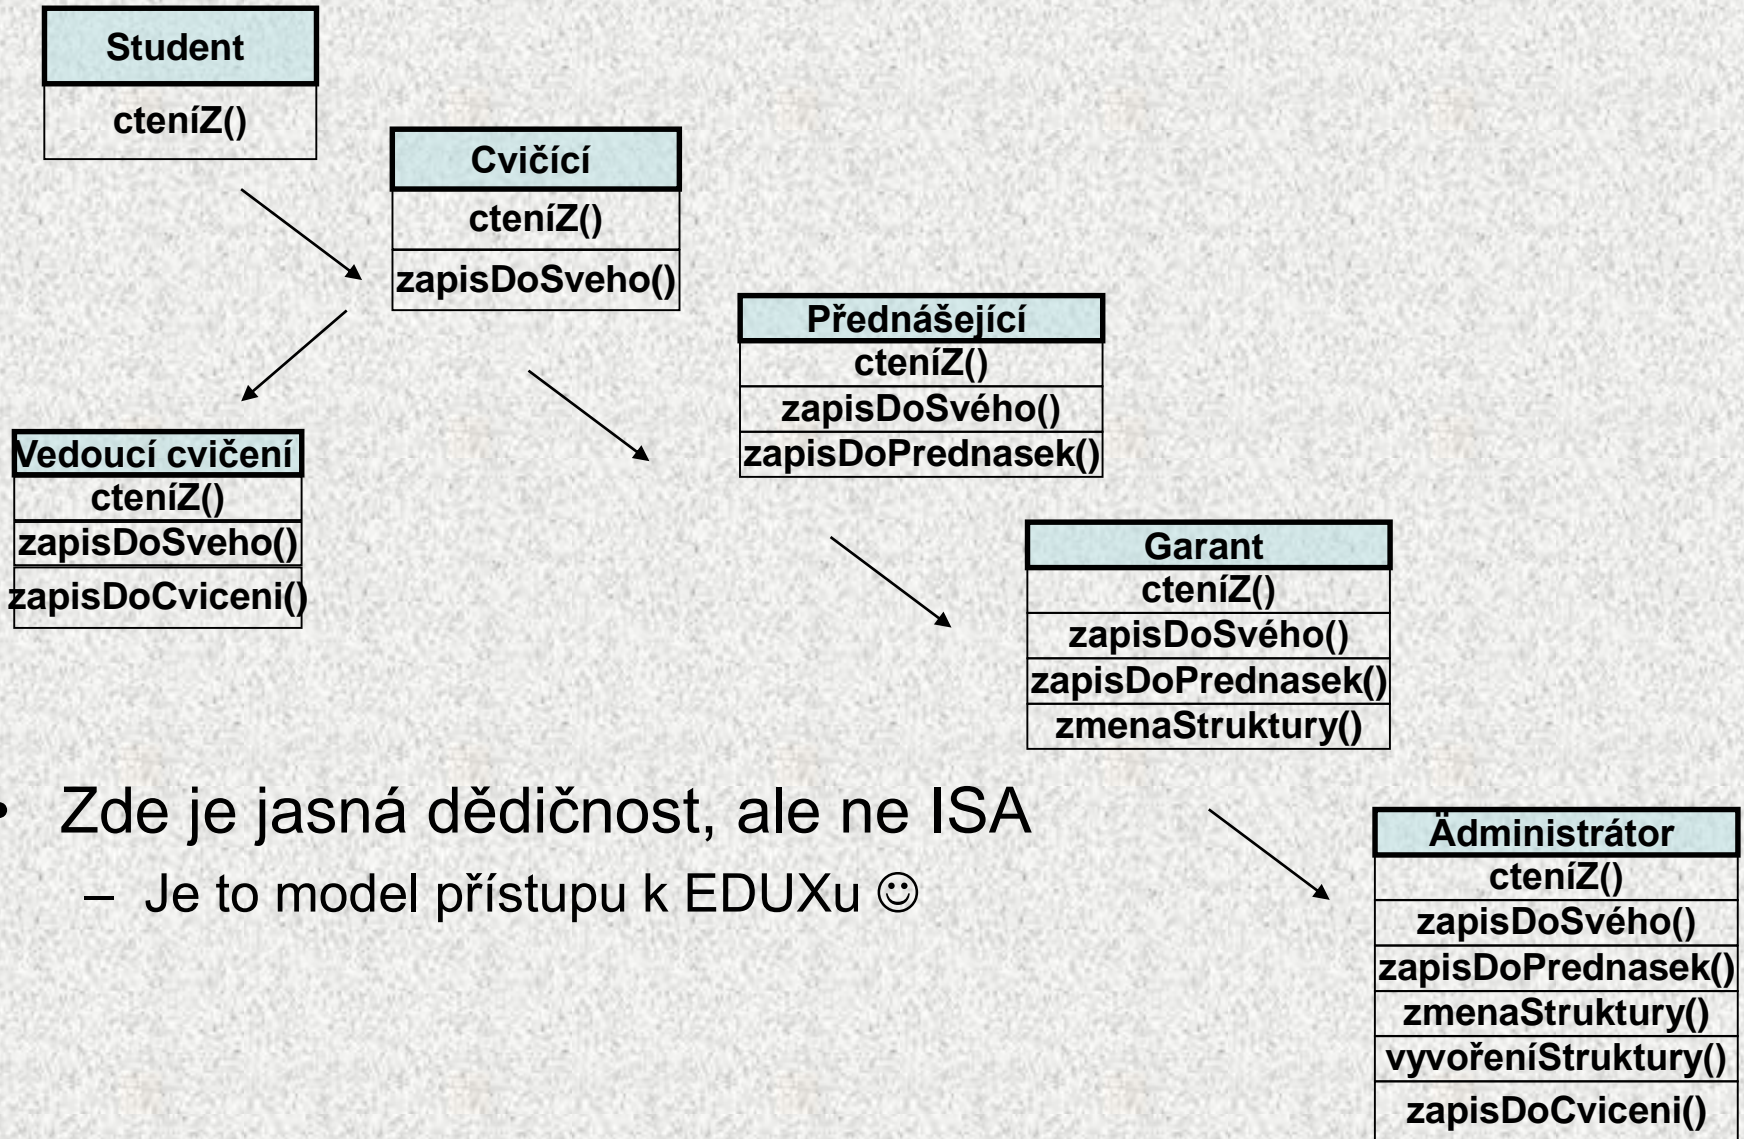 Student
cteníZ()
Cvičící
cteníZ()
zapisDoSveho()
Přednášející
cteníZ()
zapisDoSvého()
zapisDoPrednasek()
Vedoucí cvičení
cteníZ()
zapisDoSveho()
zapisDoCviceni()
Garant
cteníZ()
zapisDoSvého()
zapisDoPrednasek()
zmenaStruktury()
• Zde je jasná dědičnost, ale ne ISA
– Je to model přístupu k EDUXu ☺
Ädministrátor
cteníZ()
zapisDoSvého()
zapisDoPrednasek()
zmenaStruktury()
vyvořeníStruktury()
zapisDoCviceni()